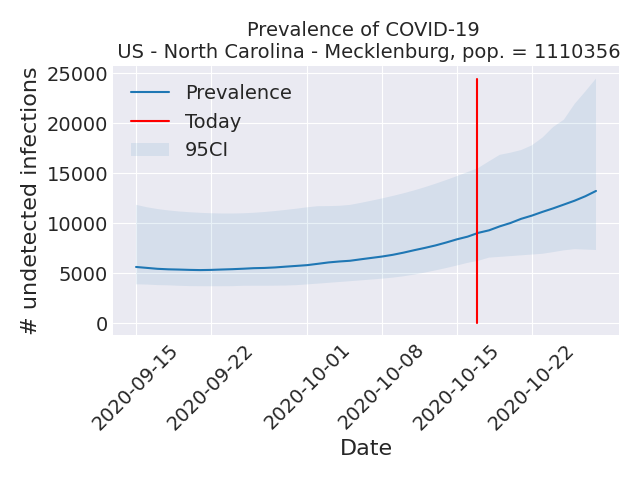 Prevalence of COVID-19
US - North Carolina - Mecklenburg, pop. = 1110356
# undetected infections
25000
20000
15000
10000
5000
0
Prevalence
Today
95CI
2020-09-15
2020-09-22
2020-10-01
2020-10-08
2020-10-15
2020-10-22
Date